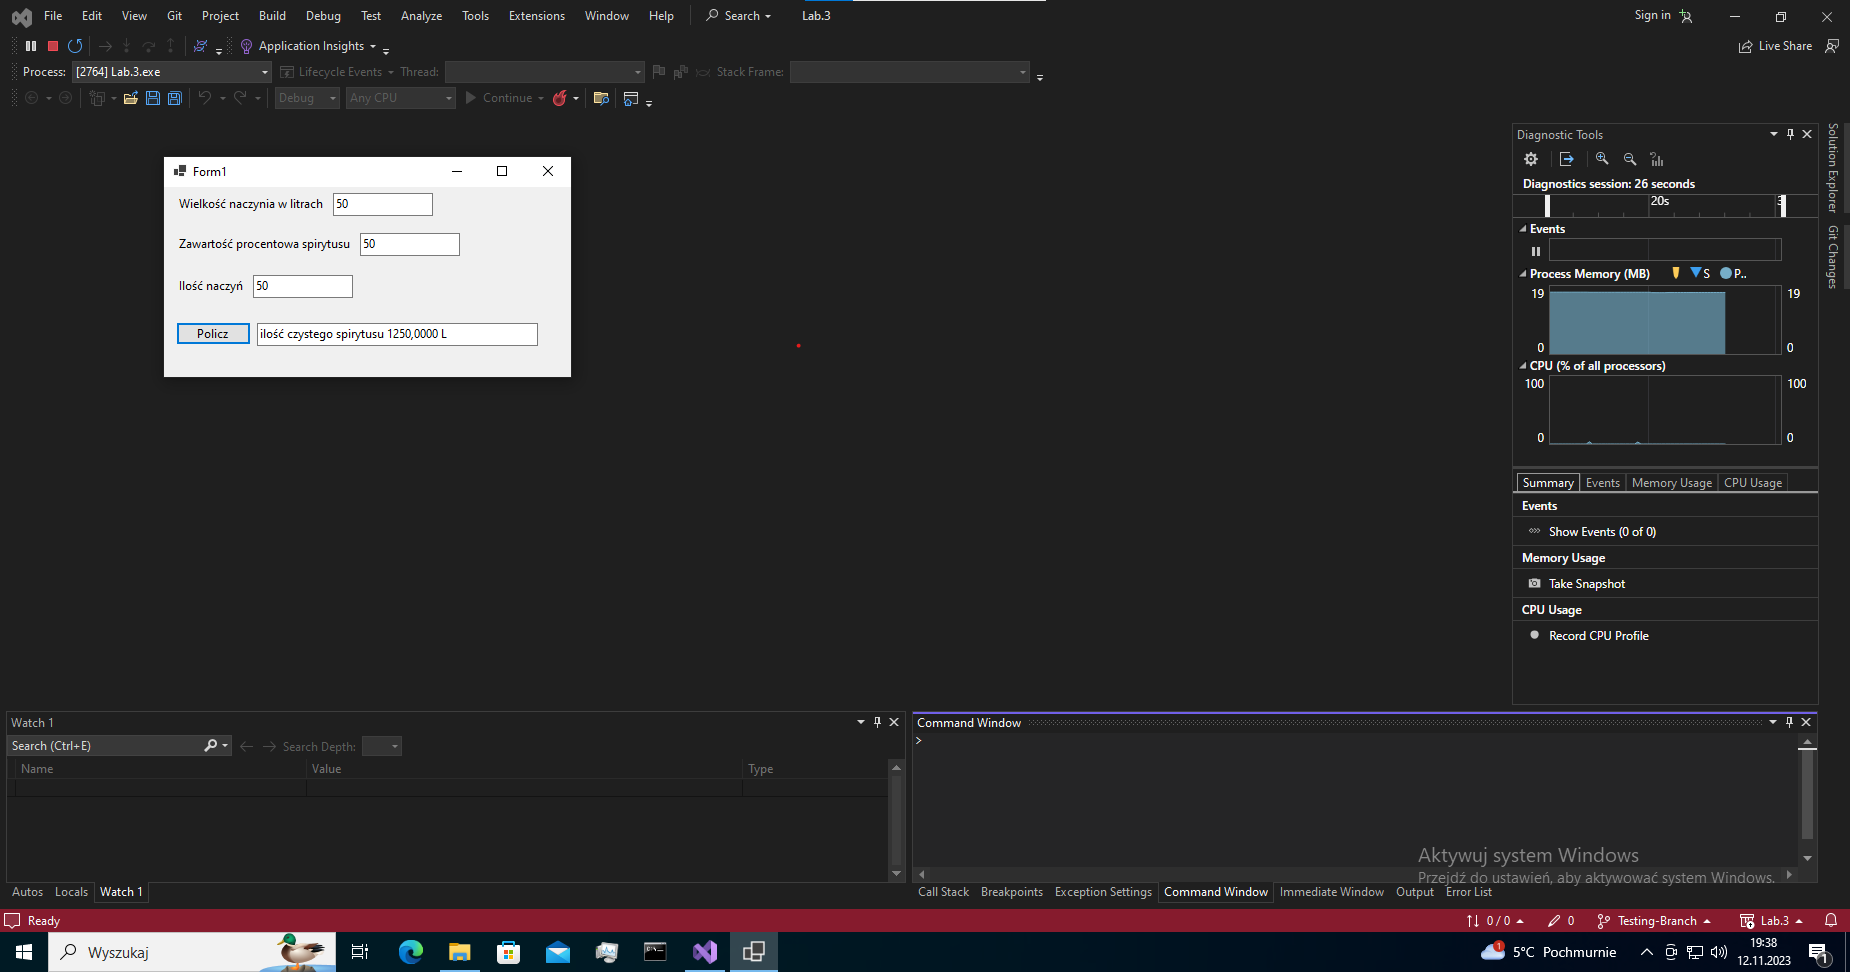 File Edit View Git Project Build Debug Test Analyze Tools Extensions Window Help Search Lab.3 Sign in
Application Insights Live Share
Process: [2764] Lab.3.exe Lifecycle Events Thread: Stack Frame:
Debug Any CPU Continue
Form1
Wielkość naczynia w litrach 50
Zawartość procentowa spirytusu 50
Ilość naczyń 50
Policz ilość czystego spirytusu 1250,0000 L
Diagnostic Tools
Diagnostics session: 26 seconds
20s
Events
Process Memory (MB) S P..
19 19
0 0
CPU (% of all processors)
100 100
0 0
Summary Events Memory Usage CPU Usage
Events
Show Events (0 of 0)
Memory Usage
Take Snapshot
CPU Usage
Record CPU Profile
Solution Explorer
Git Changes
Watch 1
Search (Ctrl+E) Search Depth:
Name Value Type
Autos Locals Watch 1
Command Window
>
Aktywuj system Windows
Przejdź do ustawień, aby aktywować system Windows.
Call Stack Breakpoints Exception Settings Command Window Immediate Window Output Error List
Ready 0 / 0 0 Testing-Branch Lab.3
Wyszukaj 1 5°C Pochmurnie 19:38
12.11.2023 1